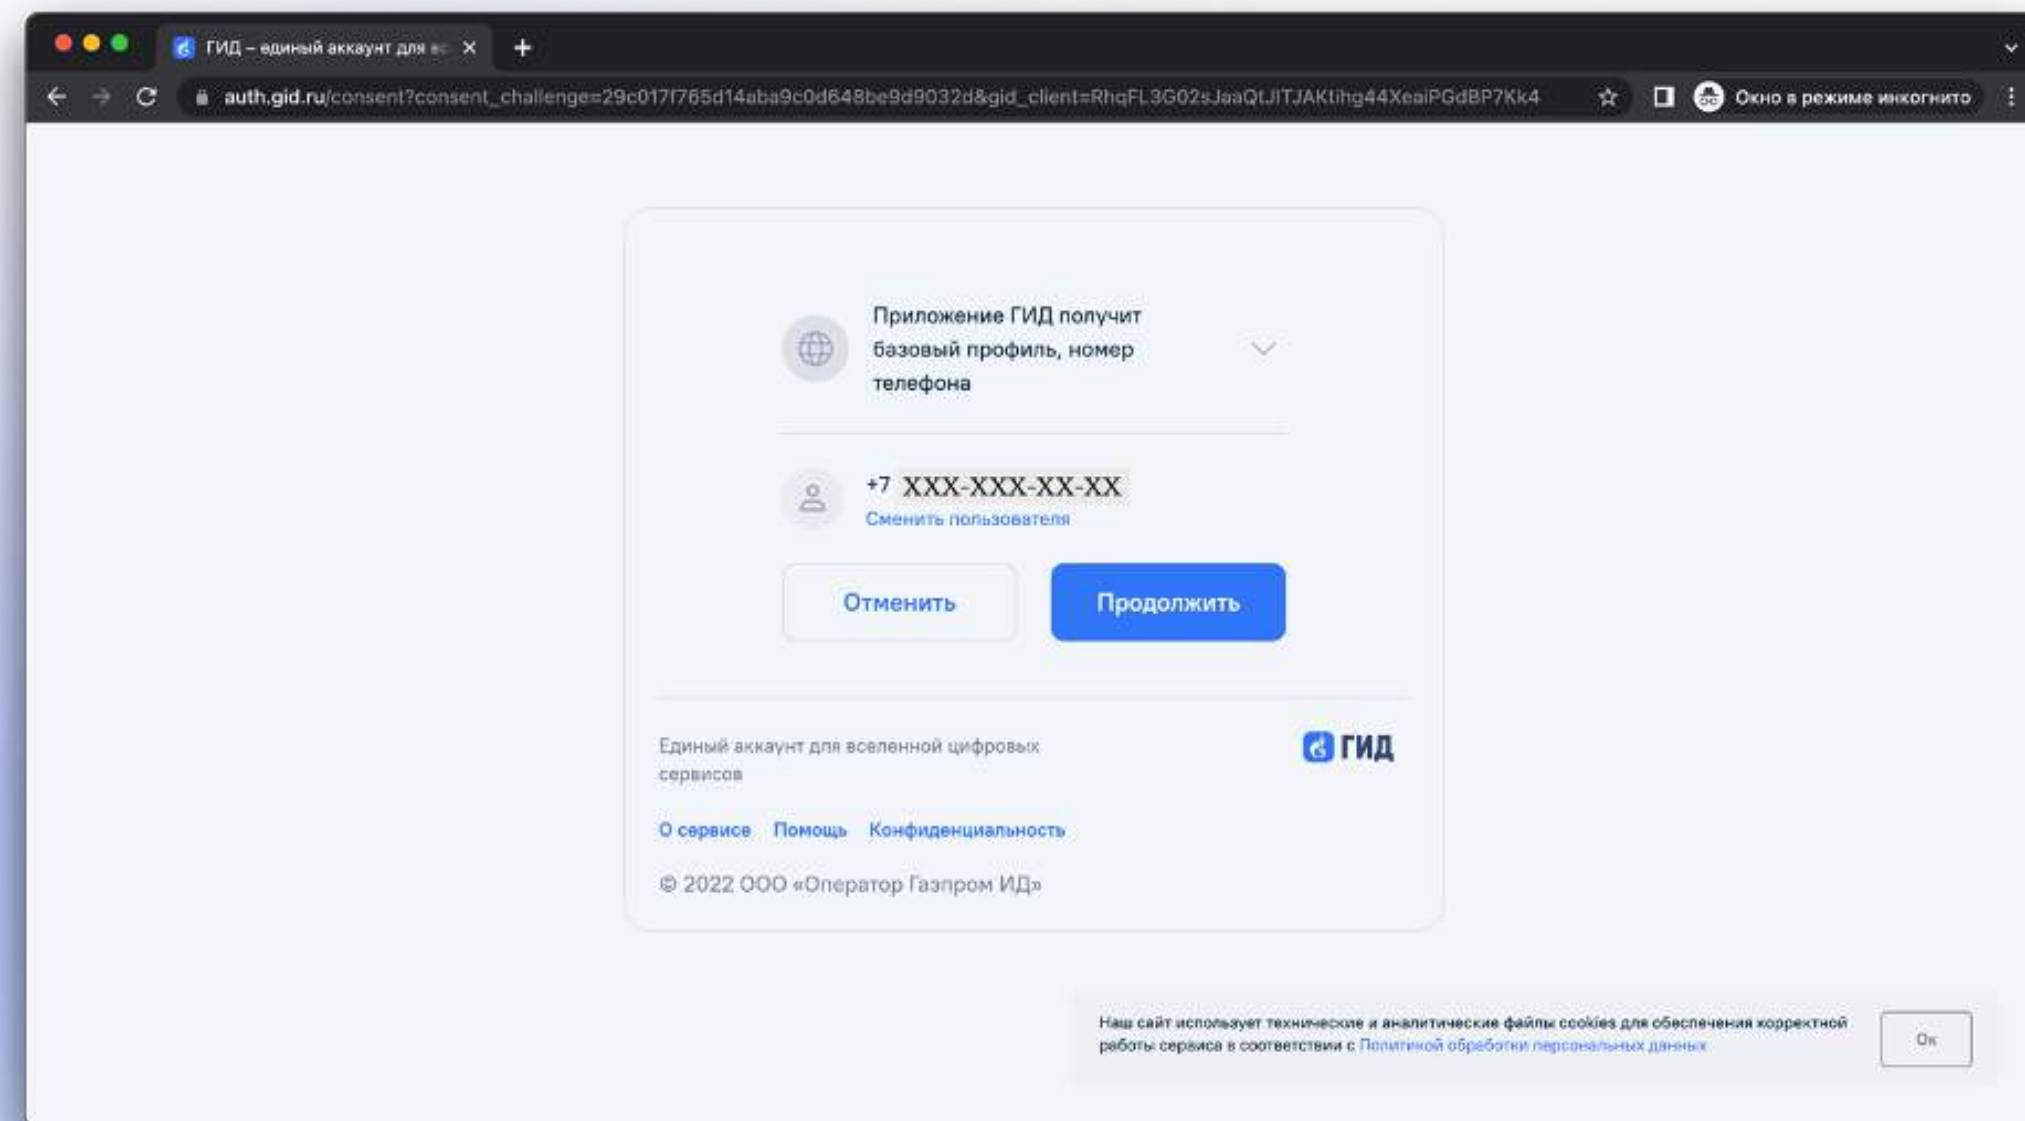 ГИД – единый аккаунт для вс
auth.gid.ru/consent?consent_challenge=29c017f765d14aba9c0d648be9d9032d&gid_client=RhqFL3G02sJaaQtJITJAKtihg44XeaiPGdBP7Kk4
Окно в режиме инкогнито
Приложение ГИД получит
базовый профиль, номер
телефона
+7 XXX-XXX-XX-XX
Сменить пользователя
Отменить
Продолжить
Единый аккаунт для вселенной цифровых
сервисов
ГИД
О сервисе Помощь Конфиденциальность
© 2022 ООО «Оператор Газпром ИД»
Наш сайт использует технические и аналитические файлы cookies для обеспечения корректной
работы сервиса в соответствии с Политикой обработки персональных данных
Ок